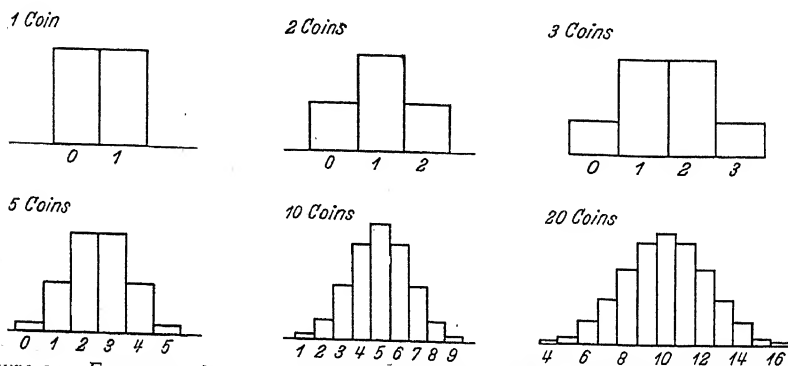 1 Coin
2 Coins
3 Coins
0 1
0 1 2
0 1 2 3
5 Coins
10 Coins
20 Coins
0 1 2 3 4 5
1 2 3 4 5 6 7 8 9
4 6 8 10 12 14 16